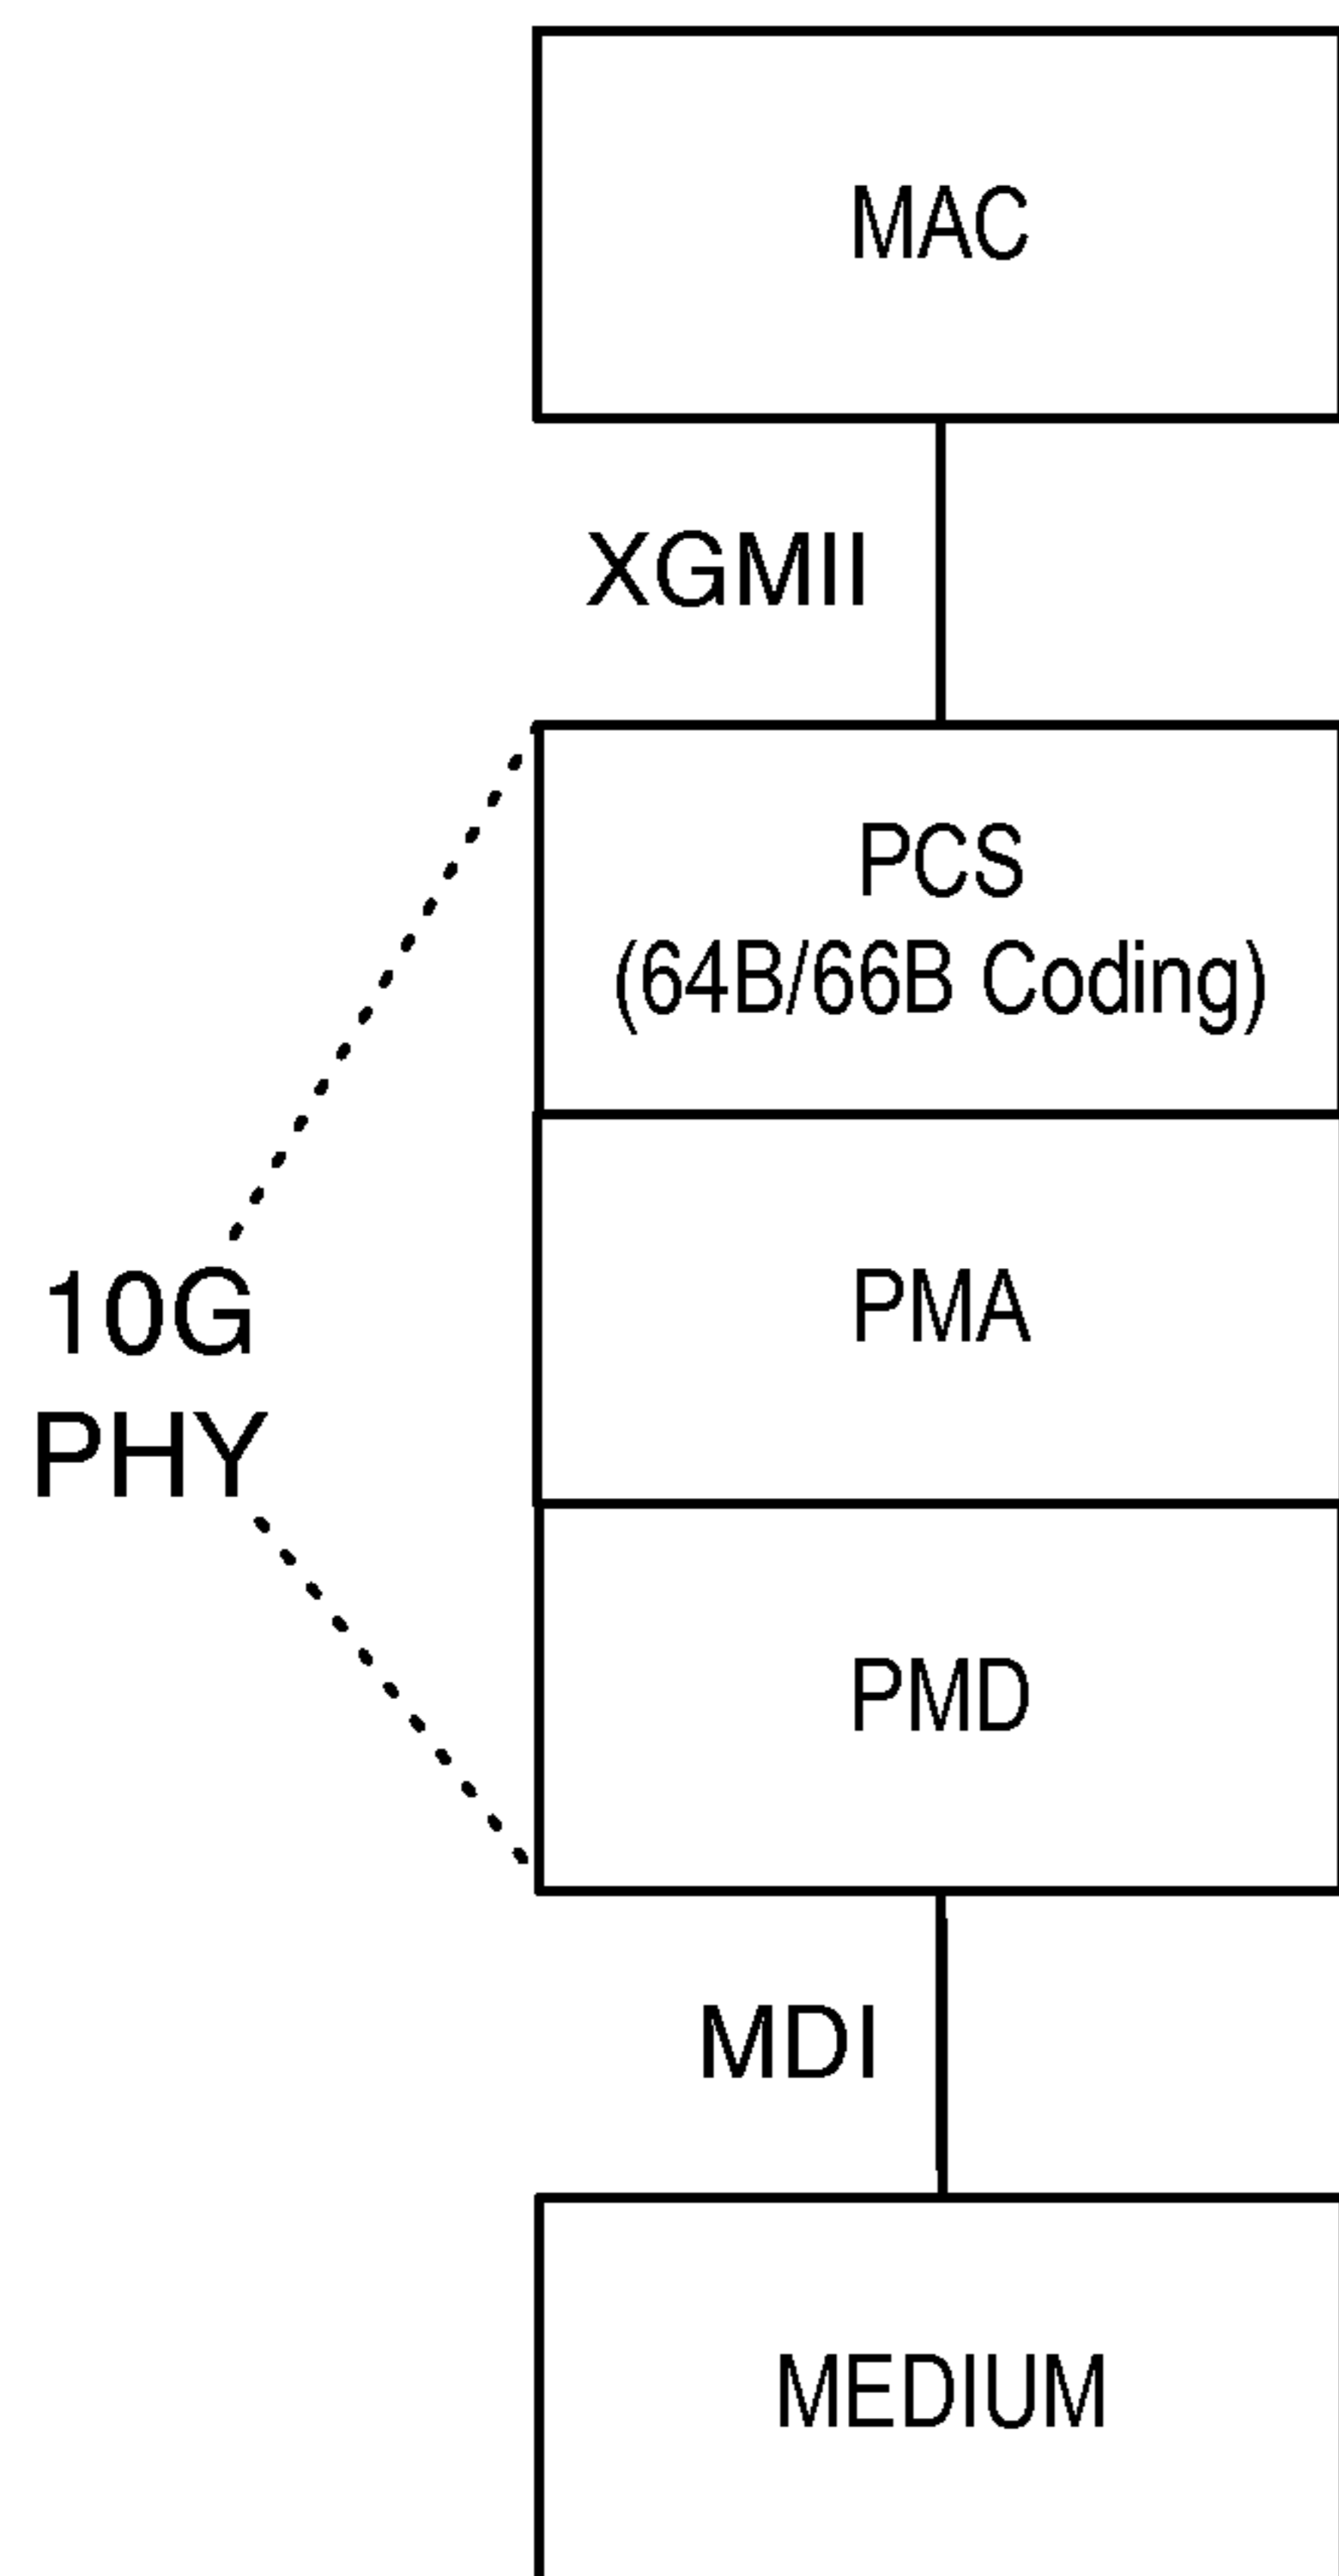 MAC
XGMII
PCS
(64B/66B Coding)
10G
PHY
PMA
PMD
MDI
MEDIUM